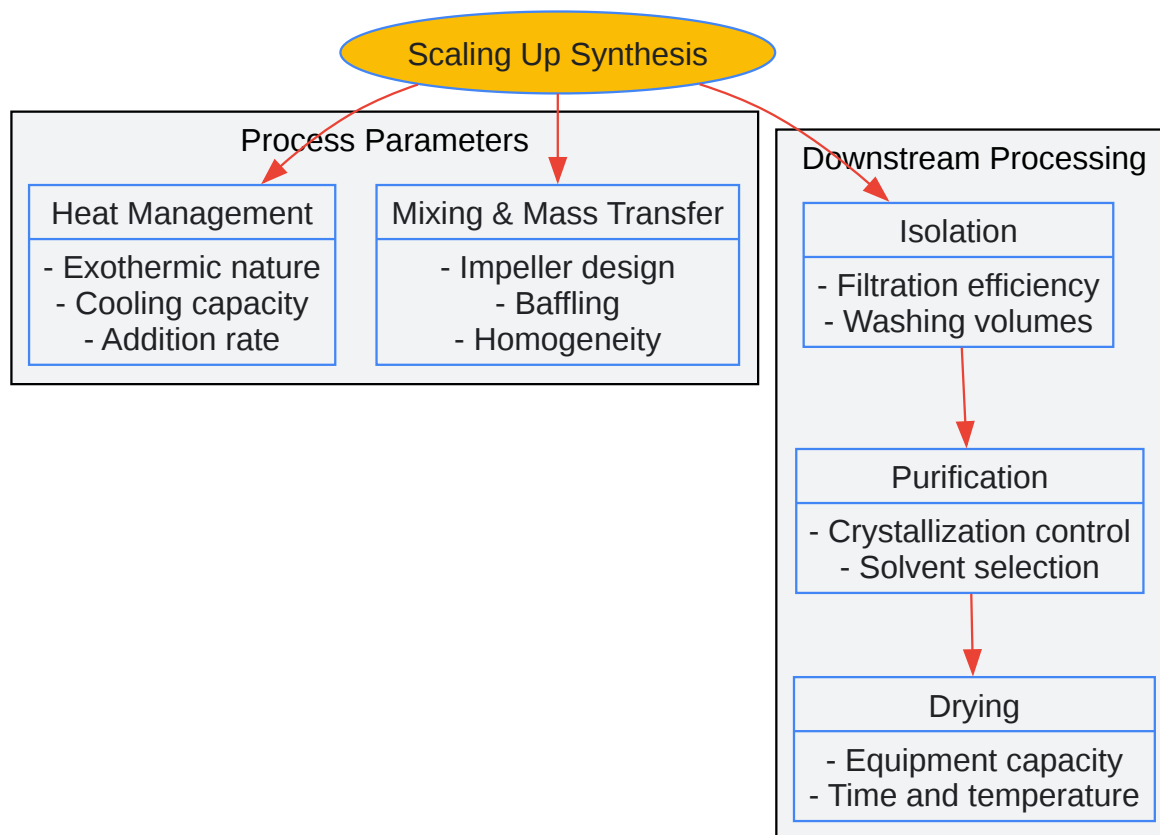 Scaling Up Synthesis
Process Parameters
Heat Management
- Exothermic nature
- Cooling capacity
- Addition rate
Mixing & Mass Transfer
- Impeller design
- Baffling
- Homogeneity
Downstream Processing
Isolation
- Filtration efficiency
- Washing volumes
Purification
- Crystallization control
- Solvent selection
Drying
- Equipment capacity
- Time and temperature